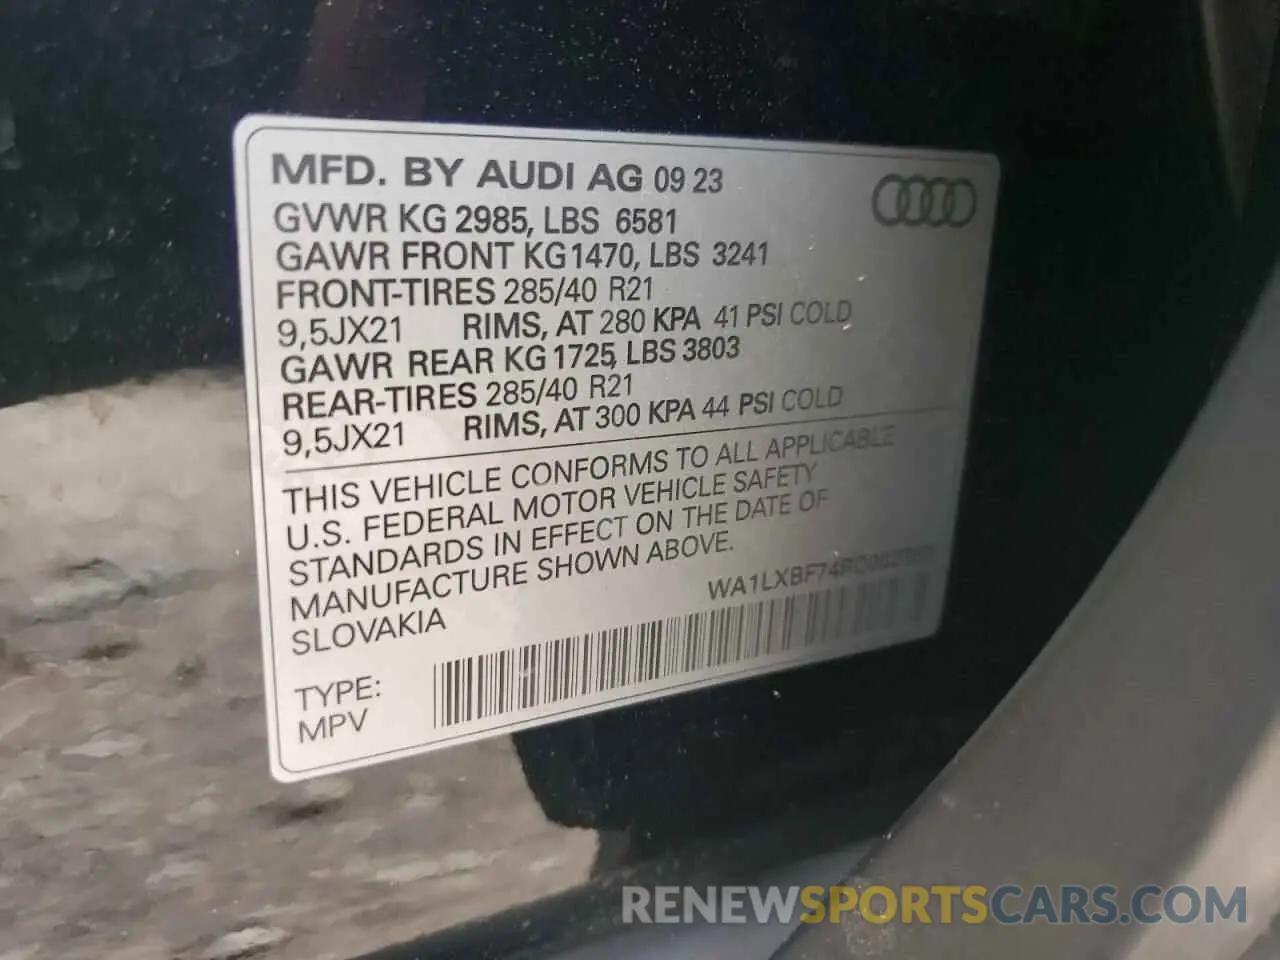 MFD. BY AUDI AG 09 23
GVWR KG 2985, LBS 6581
GAWR FRONT KG 1470, LBS 3241
FRONT-TIRES 285/40 R21
9,5JX21 RIMS, AT 280 KPA 41 PSI COLD
GAWR REAR KG 1725, LBS 3803
REAR-TIRES 285/40 R21
9,5JX21 RIMS, AT 300 KPA 44 PSI COLD
THIS VEHICLE CONFORMS TO ALL APPLICABLE
U.S. FEDERAL MOTOR VEHICLE SAFETY
STANDARDS IN EFFECT ON THE DATE OF
MANUFACTURE SHOWN ABOVE.
SLOVAKIA
TYPE:
MPV
RENEWSPORTSCARS.COM